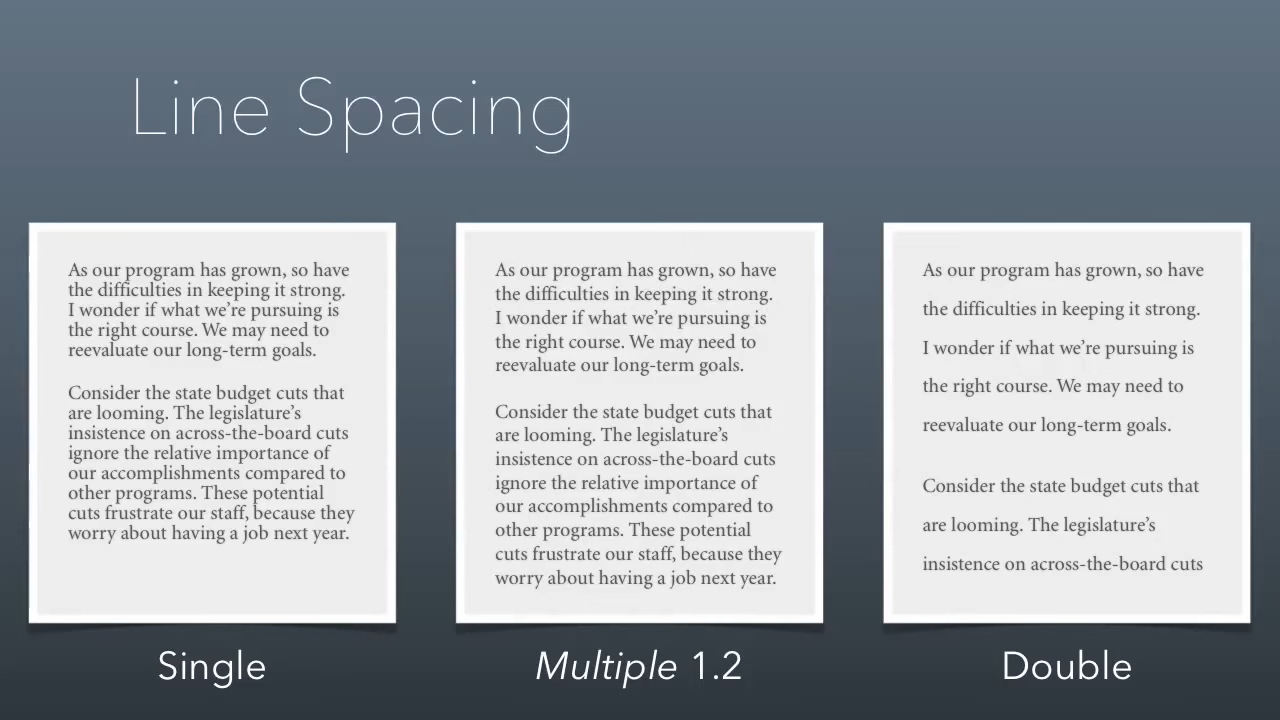 Line Spacing
As our program has grown, so have
the difficulties in keeping it strong.
I wonder if what we’re pursuing is
the right course. We may need to
reevaluate our long-term goals.
Consider the state budget cuts that
are looming. The legislature’s
insistence on across-the-board cuts
ignore the relative importance of
our accomplishments compared to
other programs. These potential
cuts frustrate our staff, because they
worry about having a job next year.
Single
As our program has grown, so have
the difficulties in keeping it strong.
I wonder if what we’re pursuing is
the right course. We may need to
reevaluate our long-term goals.
Consider the state budget cuts that
are looming. The legislature’s
insistence on across-the-board cuts
ignore the relative importance of
our accomplishments compared to
other programs. These potential
cuts frustrate our staff, because they
worry about having a job next year.
Multiple 1.2
As our program has grown, so have
the difficulties in keeping it strong.
I wonder if what we’re pursuing is
the right course. We may need to
reevaluate our long-term goals.
Consider the state budget cuts that
are looming. The legislature’s
insistence on across-the-board cuts
Double